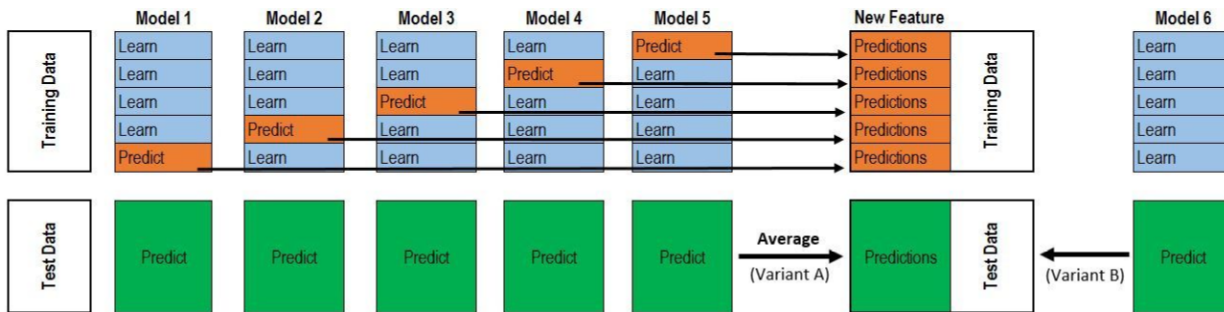 Model 1 Model 2 Model 3 Model 4 Model 5 New Feature Model 6
Training Data
Learn Learn Learn Learn Predict Predictions Learn
Learn Learn Learn Predict Learn Predictions Learn
Learn Learn Predict Learn Learn Predictions Learn
Learn Predict Learn Learn Learn Predictions Learn
Predict Learn Learn Learn Learn Predictions Learn
Training Data
Test Data
Predict Predict Predict Predict Predict
Average
(Variant A)
Predictions
Test Data
(Variant B)
Predict